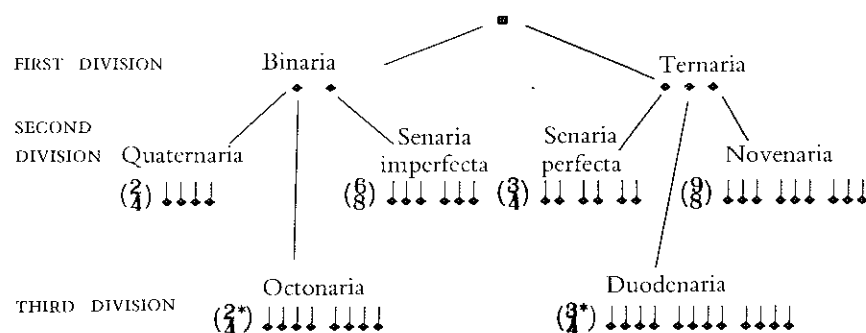 FIRST DIVISION Binaria Ternaria
SECOND
DIVISION Quaternaria Senaria imperfecta Senaria perfecta Novenaria
(2/4) (6/8) (3/4) (9/8)
Octonaria Duodenaria
THIRD DIVISION (2/4*) (3/4*)